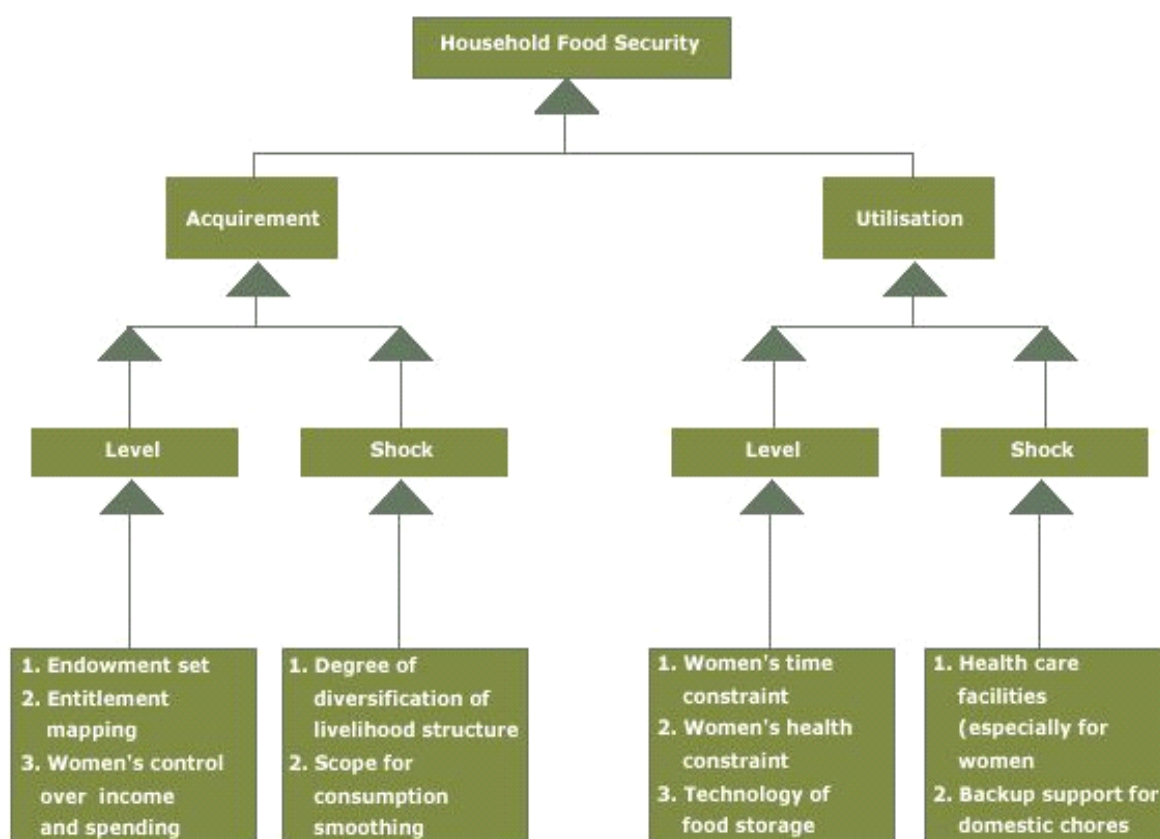 Household Food Security
Acquirement
Utilisation
Level
Shock
Level
Shock
1. Endowment set
2. Entitlement
mapping
3. Women's control
over income
and spending
1. Degree of
diversification of
livelihood structure
2. Scope for
consumption
smoothing
1. Women's time
constraint
2. Women's health
constraint
3. Technology of
food storage
1. Health care
facilities
(especially for
women
2. Backup support for
domestic chores